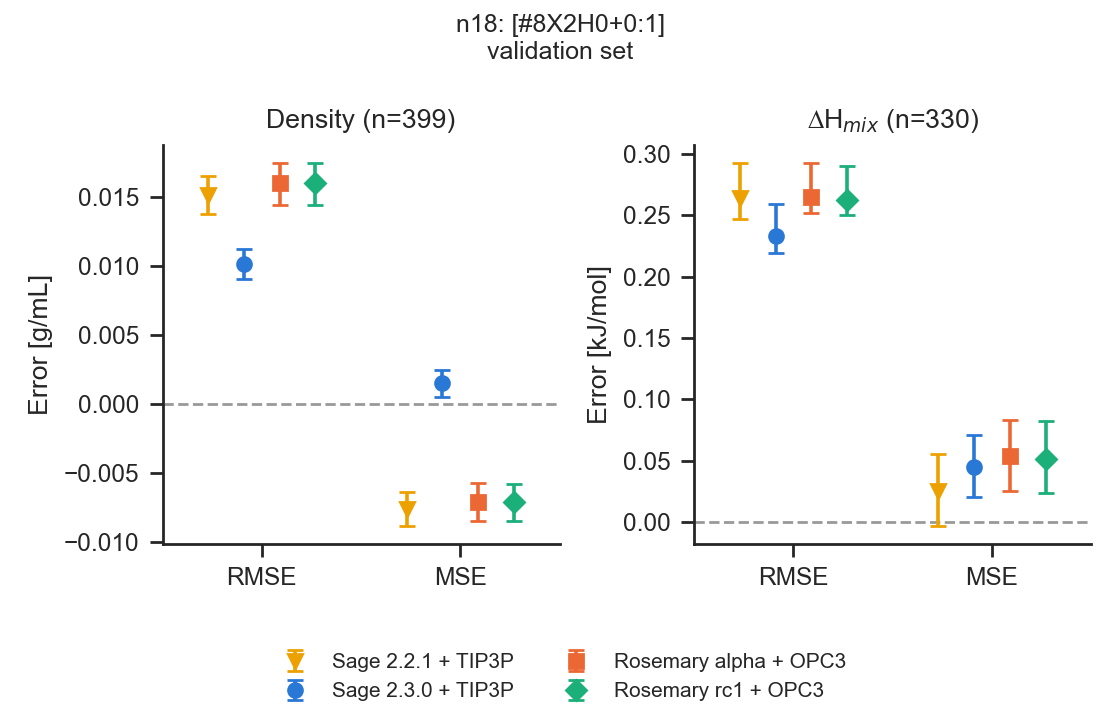 n18: [#8X2H0+0:1]
validation set
Density (n=399)
Error [g/mL]
0.015
0.010
0.005
0.000
−0.005
−0.010
RMSE
MSE
ΔHmix (n=330)
Error [kJ/mol]
0.30
0.25
0.20
0.15
0.10
0.05
0.00
RMSE
MSE
Sage 2.2.1 + TIP3P
Sage 2.3.0 + TIP3P
Rosemary alpha + OPC3
Rosemary rc1 + OPC3